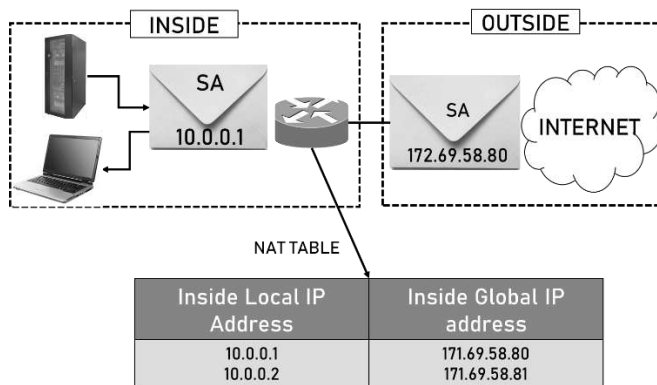 INSIDE
OUTSIDE
SA
10.0.0.1
SA
172.69.58.80
INTERNET
NAT TABLE
Inside Local IP
Address
Inside Global IP
address
10.0.0.1
171.69.58.80
10.0.0.2
171.69.58.81